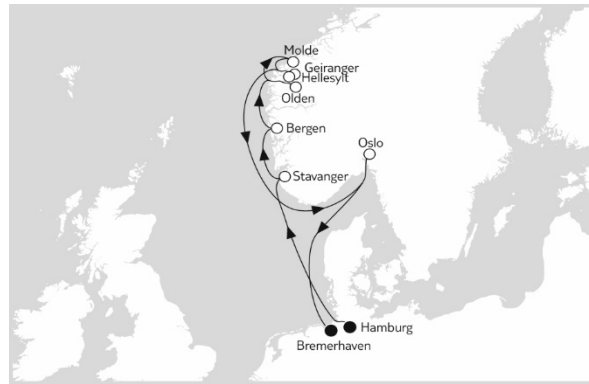 Molde
Geiranger
Hellesylt
Olden
Bergen
Oslo
Stavanger
Hamburg
Bremerhaven